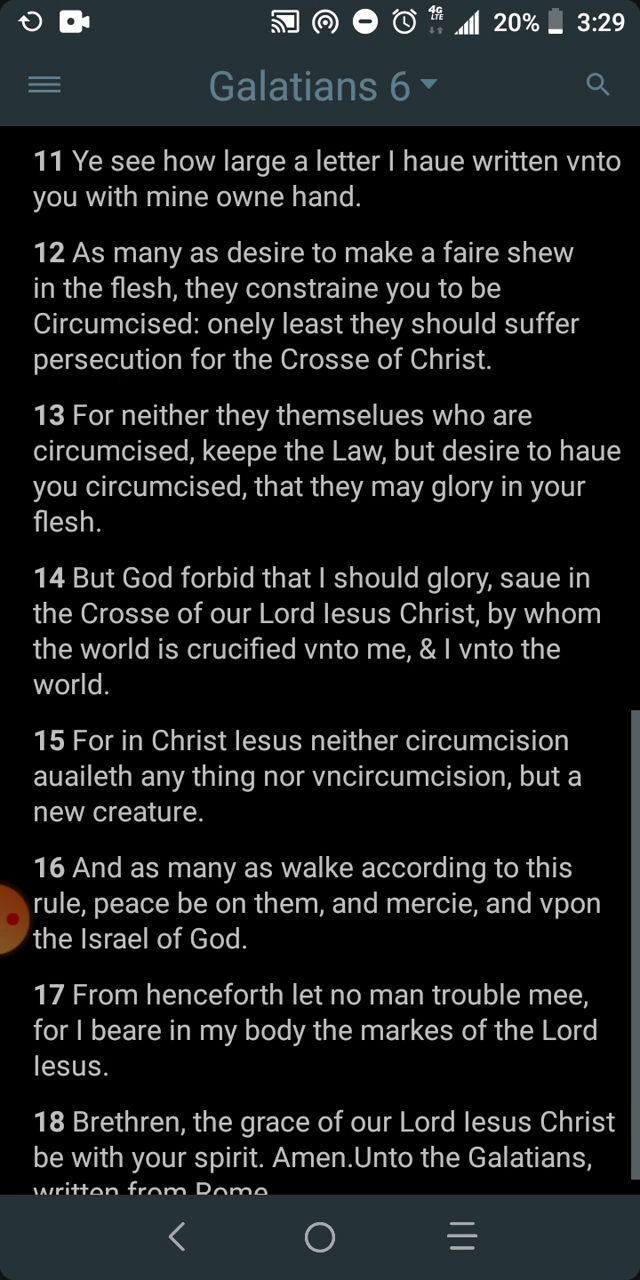 4G
LTE
20%
3:29
Galatians 6
11 Ye see how large a letter I haue written vnto
you with mine owne hand.
12 As many as desire to make a faire shew
in the flesh, they constraine you to be
Circumcised: onely least they should suffer
persecution for the Crosse of Christ.
13 For neither they themselues who are
circumcised, keepe the Law, but desire to haue
you circumcised, that they may glory in your
flesh.
14 But God forbid that I should glory, saue in
the Crosse of our Lord Iesus Christ, by whom
the world is crucified vnto me, & I vnto the
world.
15 For in Christ Iesus neither circumcision
auaileth any thing nor vncircumcision, but a
new creature.
16 And as many as walke according to this
rule, peace be on them, and mercie, and vpon
the Israel of God.
17 From henceforth let no man trouble mee,
for I beare in my body the markes of the Lord
Iesus.
18 Brethren, the grace of our Lord Iesus Christ
be with your spirit. Amen.Unto the Galatians,
written from Rome